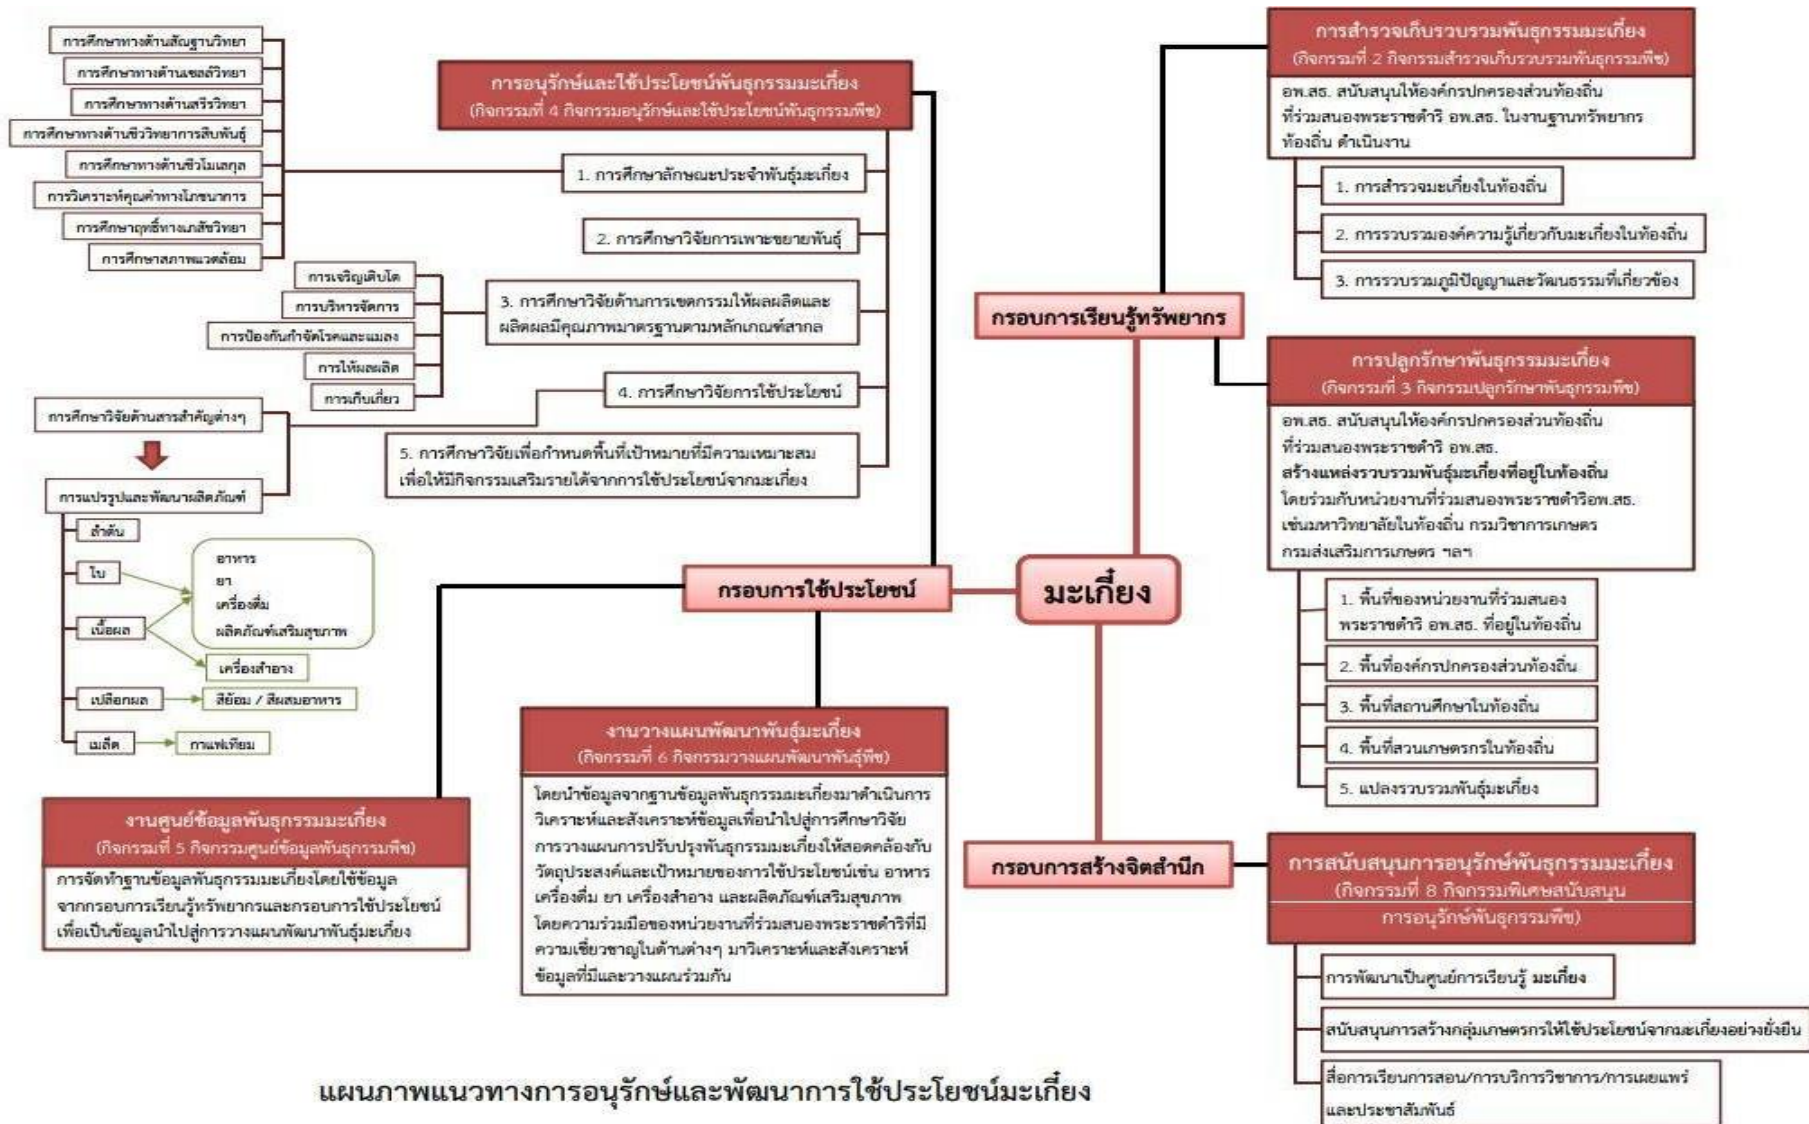 การศึกษาทางด้านสัณฐานวิทยา
การศึกษาทางด้านเซลล์วิทยา
การศึกษาทางด้านสรีรวิทยา
การศึกษาทางด้านชีววิทยาการสืบพันธุ์
การศึกษาทางด้านชีวโมเลกุล
การวิเคราะห์คุณค่าทางโภชนาการ
การศึกษาฤทธิ์ทางเภสัชวิทยา
การศึกษาสภาพแวดล้อม
การอนุรักษ์และใช้ประโยชน์พันธุกรรมมะเกี๋ยง
(กิจกรรมที่ 4 กิจกรรมอนุรักษ์และใช้ประโยชน์พันธุกรรมพืช)
1. การศึกษาลักษณะประจำพันธุ์มะเกี๋ยง
2. การศึกษาวิจัยการเพาะขยายพันธุ์
3. การศึกษาวิจัยด้านการเขตกรรมให้ผลผลิตและ
ผลิตผลมีคุณภาพมาตรฐานตามหลักเกณฑ์สากล
4. การศึกษาวิจัยการใช้ประโยชน์
5. การศึกษาวิจัยเพื่อกำหนดพื้นที่เป้าหมายที่มีความเหมาะสม
เพื่อให้มีกิจกรรมเสริมรายได้จากการใช้ประโยชน์จากมะเกี๋ยง
การเจริญเติบโต
การบริหารจัดการ
การป้องกันกำจัดโรคและแมลง
การให้ผลผลิต
การเก็บเกี่ยว
การศึกษาวิจัยด้านสารสำคัญต่างๆ
การแปรรูปและพัฒนาผลิตภัณฑ์
ลำต้น
ใบ
เนื้อผล
เปลือกผล
เมล็ด
อาหาร
ยา
เครื่องดื่ม
ผลิตภัณฑ์เสริมสุขภาพ
เครื่องสำอาง
สีย้อม / สีผสมอาหาร
กาแฟเทียม
กรอบการใช้ประโยชน์
มะเกี๋ยง
งานศูนย์ข้อมูลพันธุกรรมมะเกี๋ยง
(กิจกรรมที่ 5 กิจกรรมศูนย์ข้อมูลพันธุกรรมพืช)
การจัดทำฐานข้อมูลพันธุกรรมมะเกี๋ยงโดยใช้ข้อมูล
จากกรอบการเรียนรู้ทรัพยากรและกรอบการใช้ประโยชน์
เพื่อเป็นข้อมูลนำไปสู่การวางแผนพัฒนาพันธุ์มะเกี๋ยง
งานวางแผนพัฒนาพันธุ์มะเกี๋ยง
(กิจกรรมที่ 6 กิจกรรมวางแผนพัฒนาพันธุ์พืช)
โดยนำข้อมูลจากฐานข้อมูลพันธุกรรมมะเกี๋ยงมาดำเนินการ
วิเคราะห์และสังเคราะห์ข้อมูลเพื่อนำไปสู่การศึกษาวิจัย
การวางแผนการปรับปรุงพันธุกรรมมะเกี๋ยงให้สอดคล้องกับ
วัตถุประสงค์และเป้าหมายของการใช้ประโยชน์เช่น อาหาร
เครื่องดื่ม ยา เครื่องสำอาง และผลิตภัณฑ์เสริมสุขภาพ
โดยความร่วมมือของหน่วยงานที่ร่วมสนองพระราชดำริที่มี
ความเชี่ยวชาญในด้านต่างๆ มาวิเคราะห์และสังเคราะห์
ข้อมูลที่มีและวางแผนร่วมกัน
กรอบการเรียนรู้ทรัพยากร
การสำรวจเก็บรวบรวมพันธุกรรมมะเกี๋ยง
(กิจกรรมที่ 2 กิจกรรมสำรวจเก็บรวบรวมพันธุกรรมพืช)
อพ.สธ. สนับสนุนให้องค์กรปกครองส่วนท้องถิ่น
ที่ร่วมสนองพระราชดำริ อพ.สธ. ในงานฐานทรัพยากร
ท้องถิ่น ดำเนินงาน
1. การสำรวจมะเกี๋ยงในท้องถิ่น
2. การรวบรวมองค์ความรู้เกี่ยวกับมะเกี๋ยงในท้องถิ่น
3. การรวบรวมภูมิปัญญาและวัฒนธรรมที่เกี่ยวข้อง
การปลูกรักษาพันธุกรรมมะเกี๋ยง
(กิจกรรมที่ 3 กิจกรรมปลูกรักษาพันธุกรรมพืช)
อพ.สธ. สนับสนุนให้องค์กรปกครองส่วนท้องถิ่น
ที่ร่วมสนองพระราชดำริ อพ.สธ.
สร้างแหล่งรวบรวมพันธุ์มะเกี๋ยงที่อยู่ในท้องถิ่น
โดยร่วมกับหน่วยงานที่ร่วมสนองพระราชดำริอพ.สธ.
เช่นมหาวิทยาลัยในท้องถิ่น กรมวิชาการเกษตร
กรมส่งเสริมการเกษตร ฯลฯ
1. พื้นที่ของหน่วยงานที่ร่วมสนอง
พระราชดำริ อพ.สธ. ที่อยู่ในท้องถิ่น
2. พื้นที่องค์กรปกครองส่วนท้องถิ่น
3. พื้นที่สถานศึกษาในท้องถิ่น
4. พื้นที่สวนเกษตรกรในท้องถิ่น
5. แปลงรวบรวมพันธุ์มะเกี๋ยง
กรอบการสร้างจิตสำนึก
การสนับสนุนการอนุรักษ์พันธุกรรมมะเกี๋ยง
(กิจกรรมที่ 8 กิจกรรมพิเศษสนับสนุน
การอนุรักษ์พันธุกรรมพืช)
การพัฒนาเป็นศูนย์การเรียนรู้ มะเกี๋ยง
สนับสนุนการสร้างกลุ่มเกษตรกรให้ใช้ประโยชน์จากมะเกี๋ยงอย่างยั่งยืน
สื่อการเรียนการสอน/การบริการวิชาการ/การเผยแพร่
และประชาสัมพันธ์
แผนภาพแนวทางการอนุรักษ์และพัฒนาการใช้ประโยชน์มะเกี๋ยง